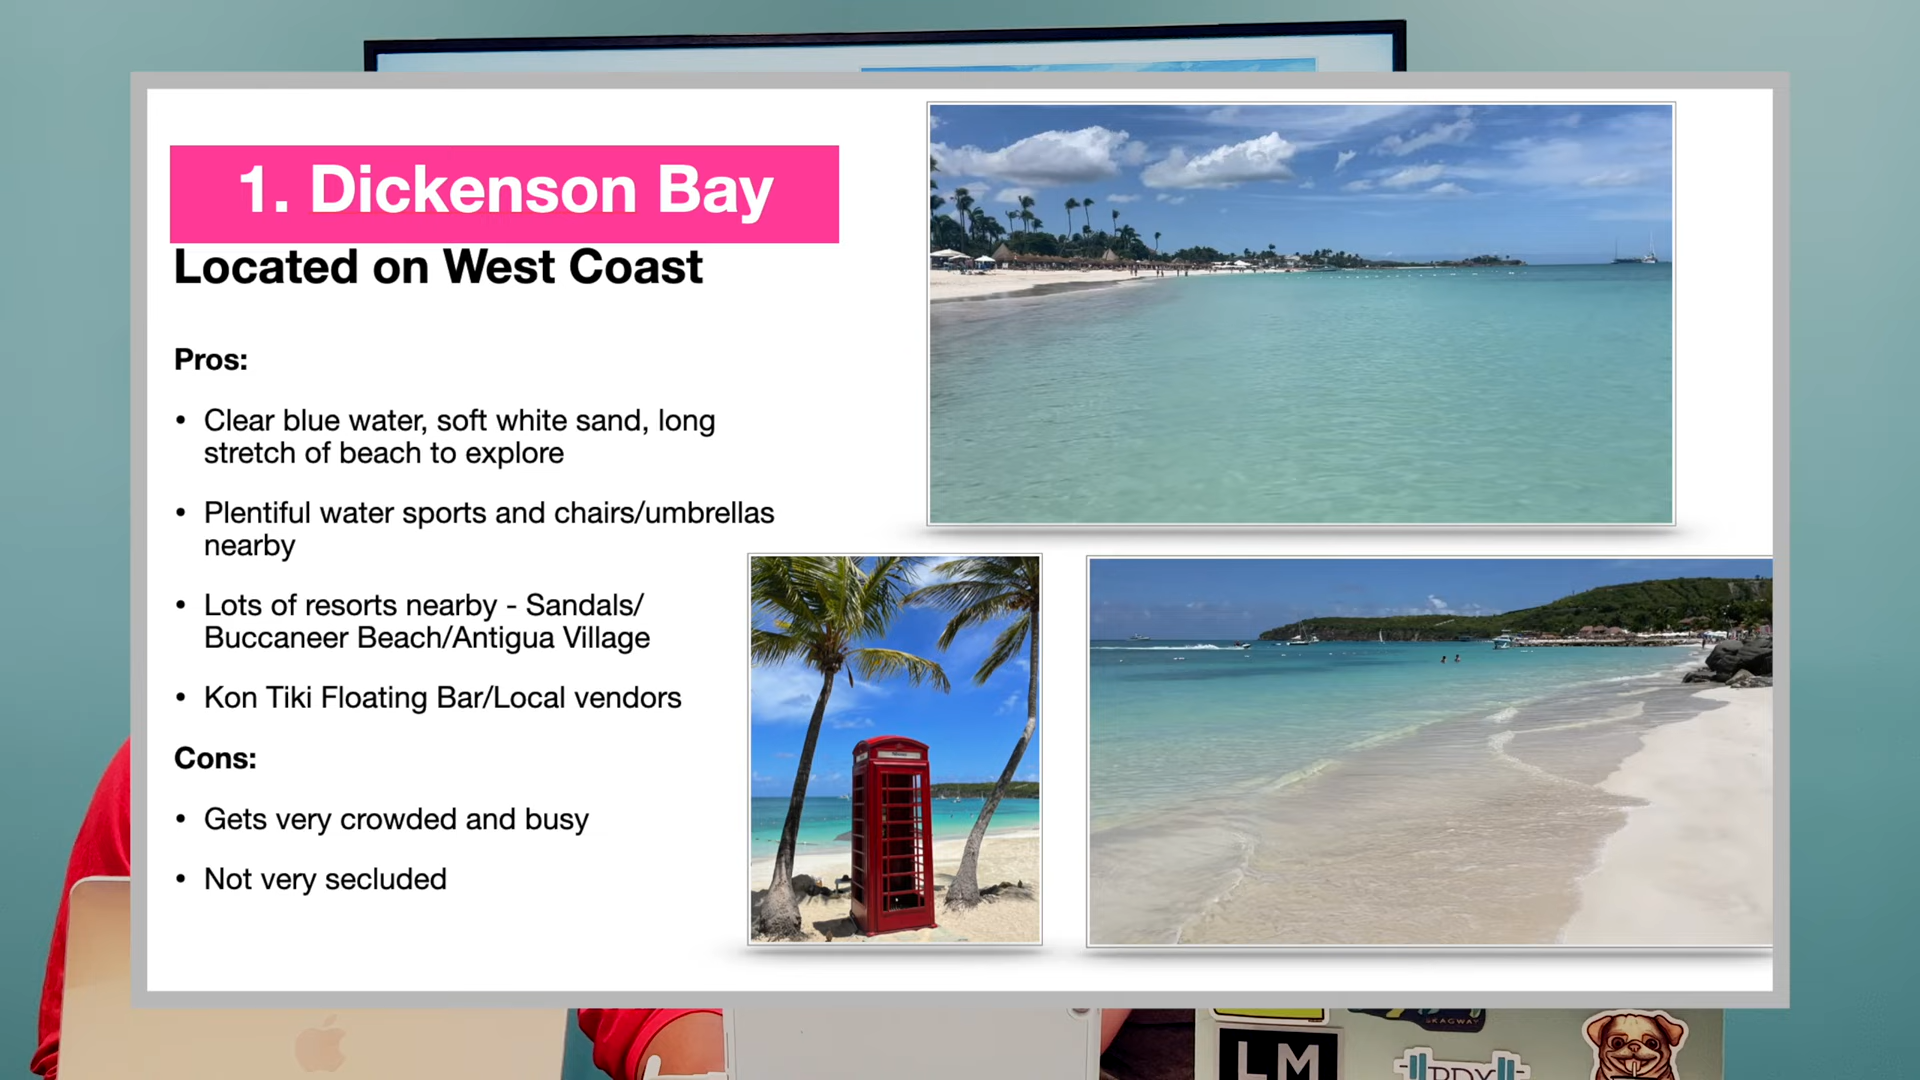 1. Dickenson Bay
Located on West Coast
Pros:
• Clear blue water, soft white sand, long
stretch of beach to explore
• Plentiful water sports and chairs/umbrellas
nearby
• Lots of resorts nearby - Sandals/
Buccaneer Beach/Antigua Village
• Kon Tiki Floating Bar/Local vendors
Cons:
• Gets very crowded and busy
• Not very secluded
SKAGWAY
LM